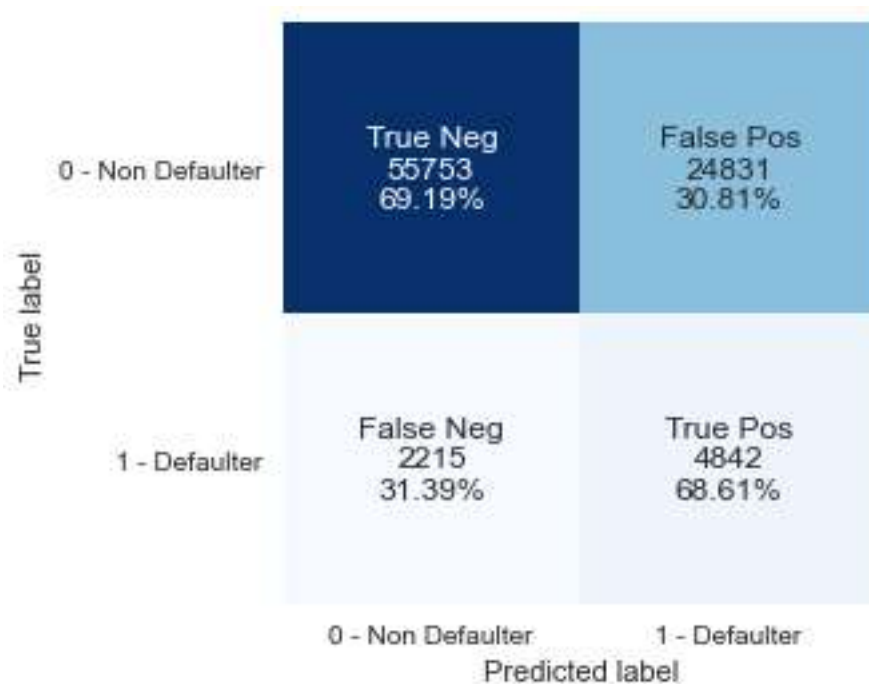 True Neg
55753
69.19%
False Pos
24831
30.81%
0 - Non Defaulter
True label
False Neg
2215
31.39%
True Pos
4842
68.61%
1 - Defaulter
0 - Non Defaulter
1 - Defaulter
Predicted label